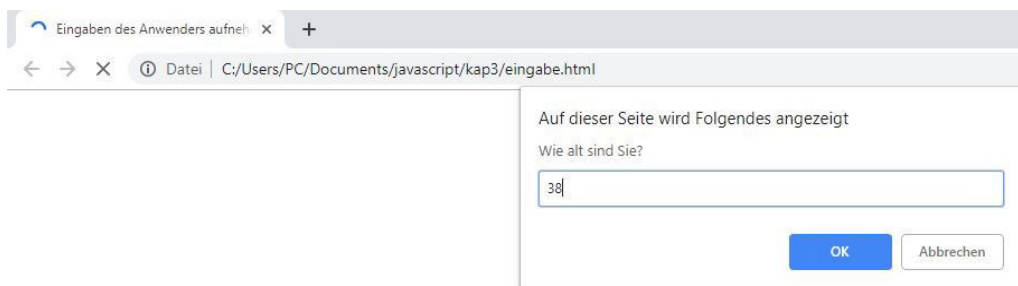 Eingaben des Anwenders aufneh
Datei | C:/Users/PC/Documents/javascript/kap3/eingabe.html
Auf dieser Seite wird Folgendes angezeigt
Wie alt sind Sie?
38
OK Abbrechen